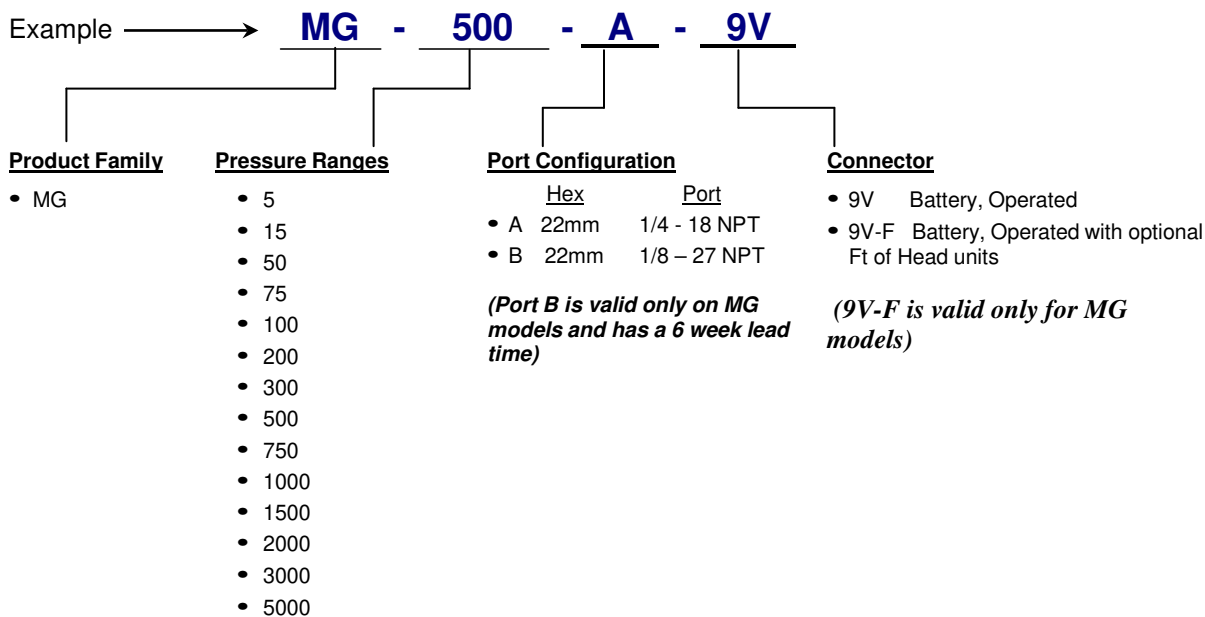 Example MG - 500 - A - 9V
Product Family
• MG
Pressure Ranges
• 5
• 15
• 50
• 75
• 100
• 200
• 300
• 500
• 750
• 1000
• 1500
• 2000
• 3000
• 5000
Port Configuration
Hex Port
• A 22mm 1/4 - 18 NPT
• B 22mm 1/8 – 27 NPT
(Port B is valid only on MG
models and has a 6 week lead
time)
Connector
• 9V Battery, Operated
• 9V-F Battery, Operated with optional
Ft of Head units
(9V-F is valid only for MG
models)